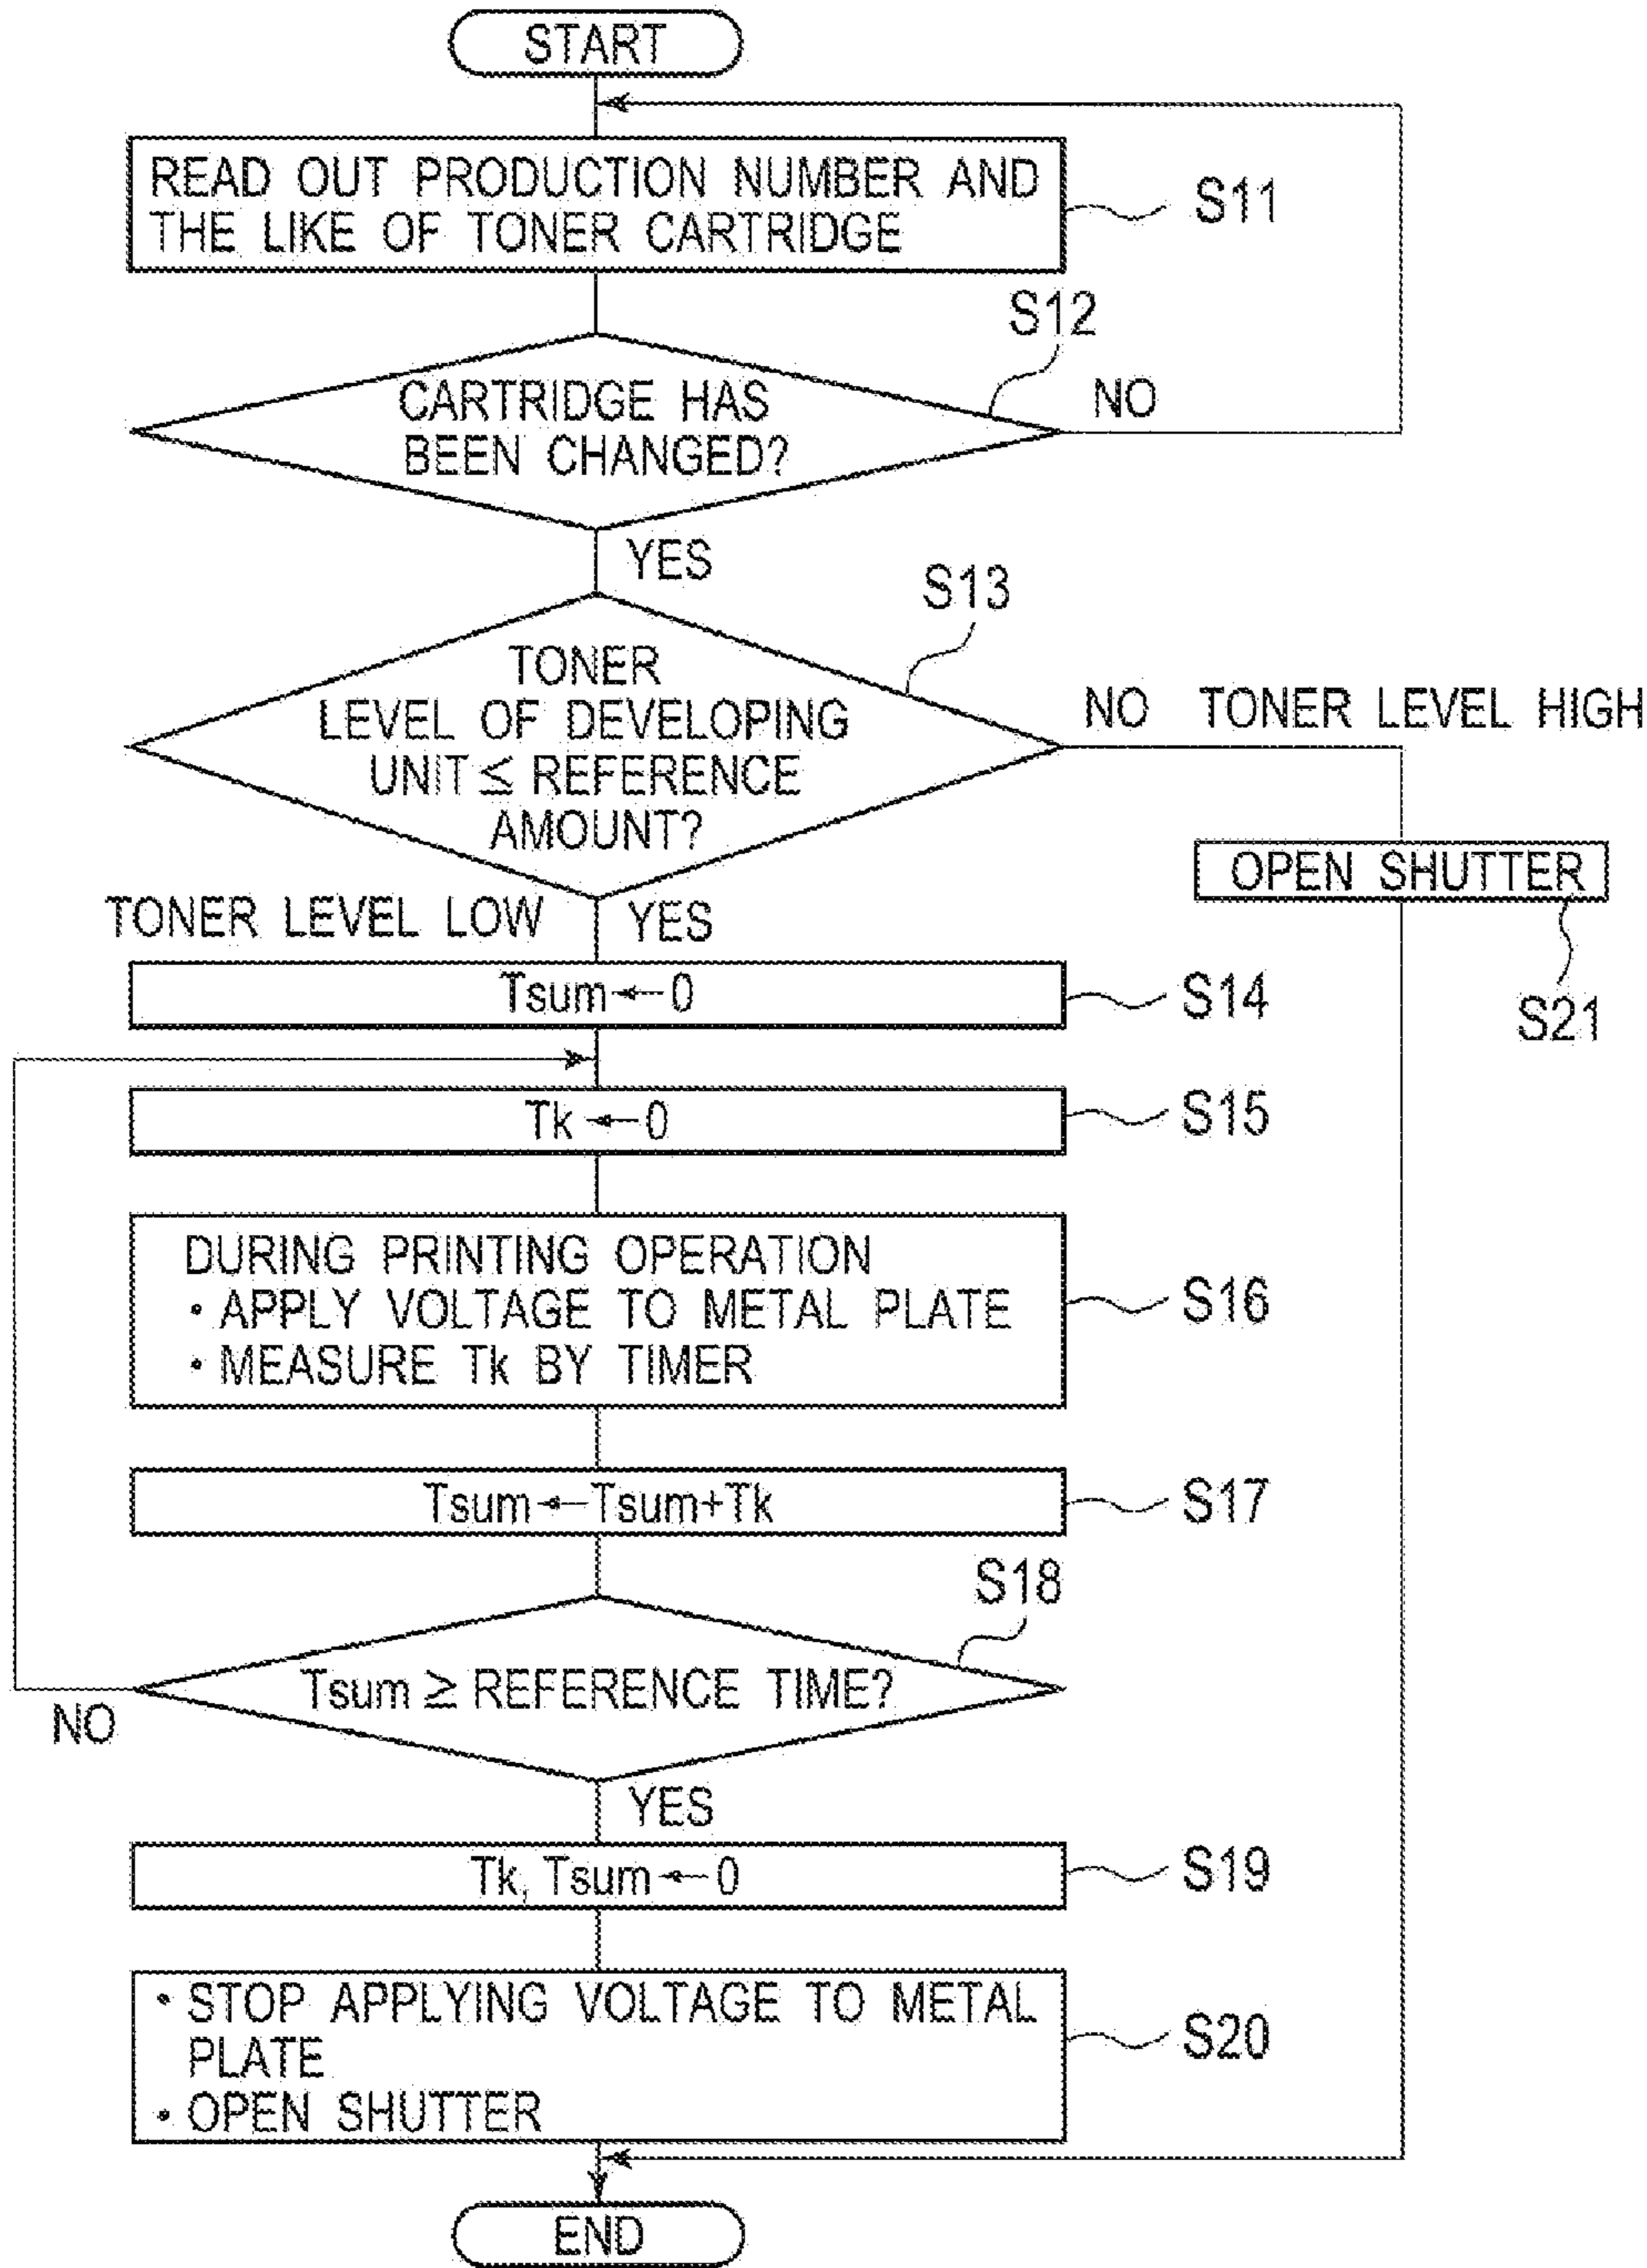 START
READ OUT PRODUCTION NUMBER AND
THE LIKE OF TONER CARTRIDGE
S11
S12
CARTRIDGE HAS
BEEN CHANGED?
NO
YES
S13
TONER
LEVEL OF DEVELOPING
UNIT ≦ REFERENCE
AMOUNT?
NO TONER LEVEL HIGH
OPEN SHUTTER
S21
TONER LEVEL LOW
YES
Tsum←0
S14
Tk←0
S15
DURING PRINTING OPERATION
・APPLY VOLTAGE TO METAL PLATE
・MEASURE Tk BY TIMER
S16
Tsum←Tsum+Tk
S17
S18
Tsum ≧ REFERENCE TIME?
NO
YES
Tk, Tsum←0
S19
・STOP APPLYING VOLTAGE TO METAL
PLATE
・OPEN SHUTTER
S20
END